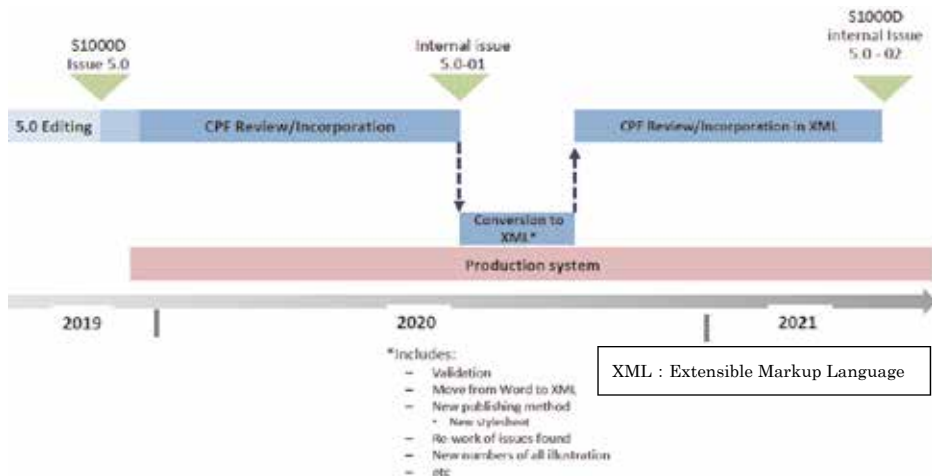 S1000D
Issue 5.0
Internal issue
5.0-01
S1000D
internal Issue
5.0 - 02
5.0 Editing
CPF Review/Incorporation
CPF Review/Incorporation in XML
Conversion to
XML*
Production system
2019
2020
2021
*Includes:
– Validation
– Move from Word to XML
– New publishing method
• New stylesheet
– Re-work of issues found
– New numbers of all illustration
– etc
XML : Extensible Markup Language